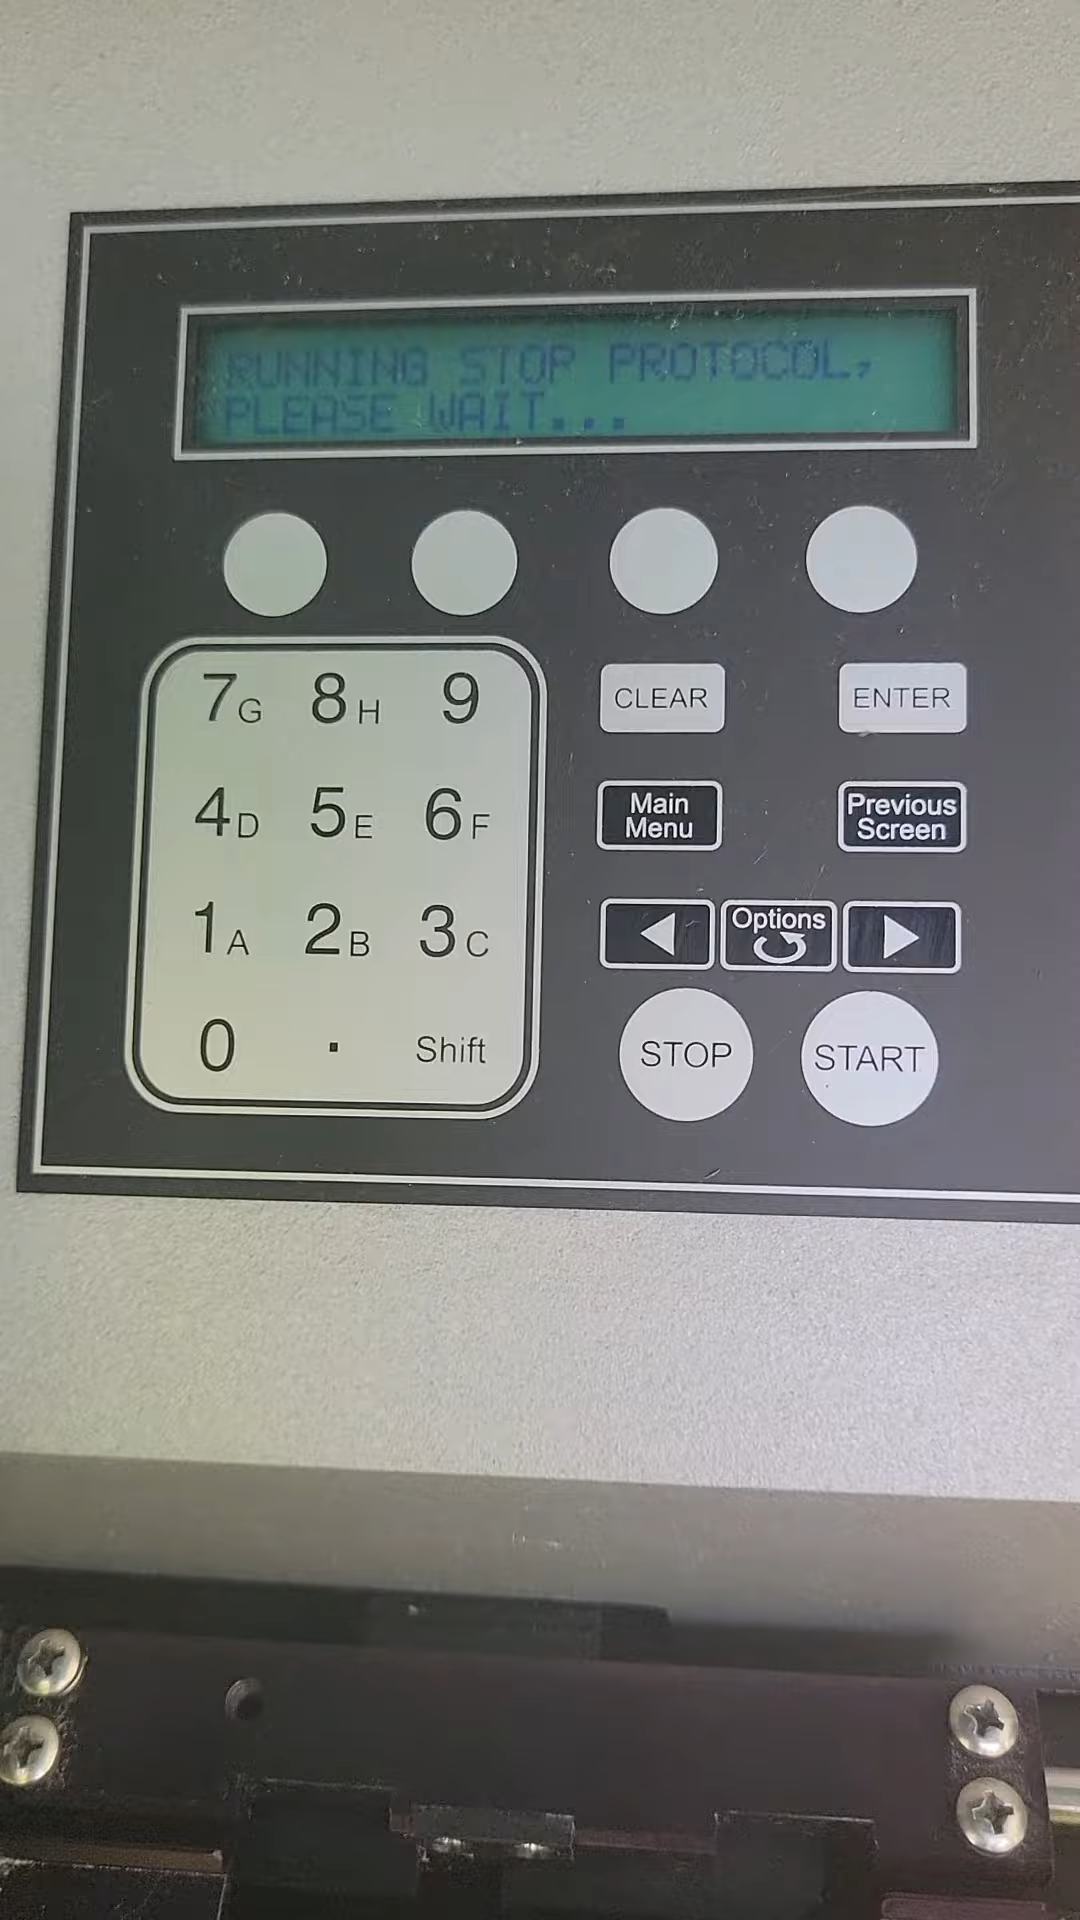 RUNNING STOP PROTOCOL,
PLEASE WAIT...
7G 8H 9
CLEAR ENTER
4D 5E 6F
Main
Menu
Previous
Screen
1A 2B 3C
Options
0 . Shift
STOP START